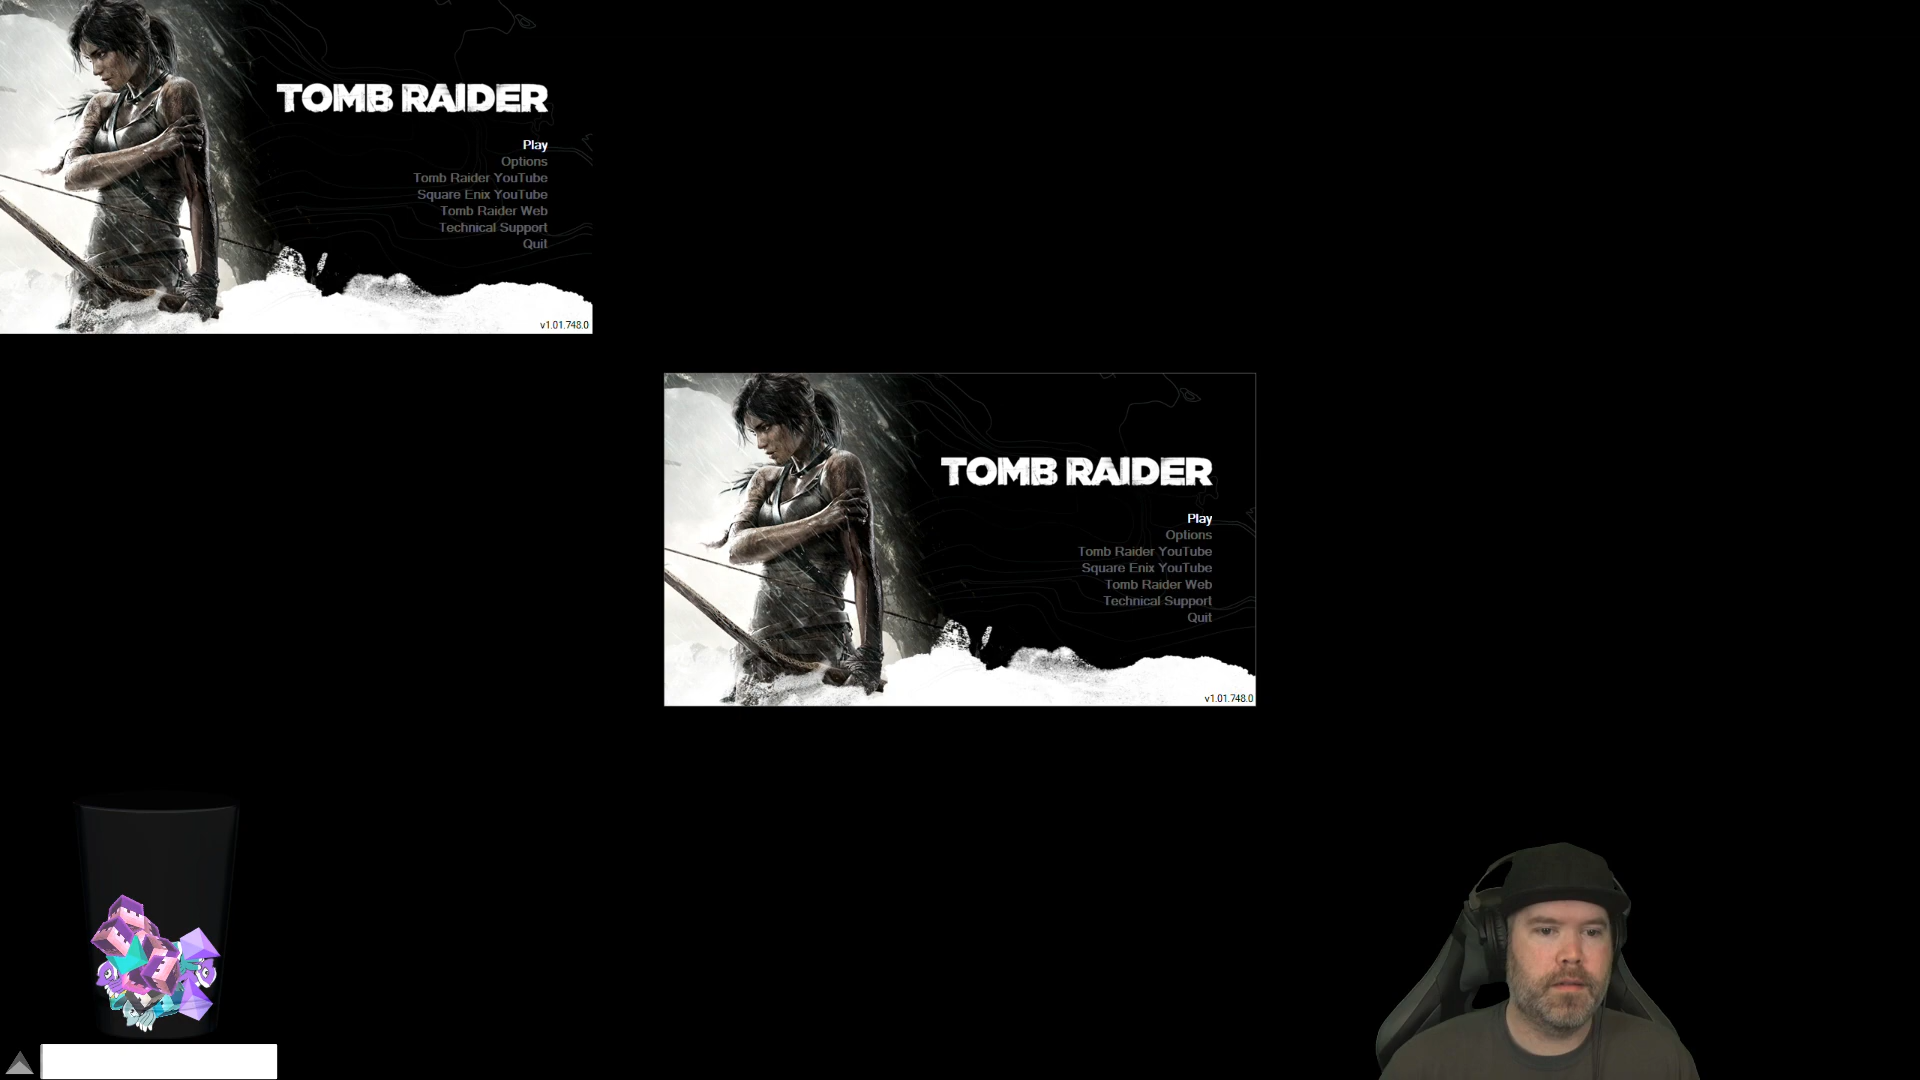 TOMB RAIDER
Play
Options
Tomb Raider YouTube
Square Enix YouTube
Tomb Raider Web
Technical Support
Quit
v1.01.748.0
TOMB RAIDER
Play
Options
Tomb Raider YouTube
Square Enix YouTube
Tomb Raider Web
Technical Support
Quit
v1.01.748.0